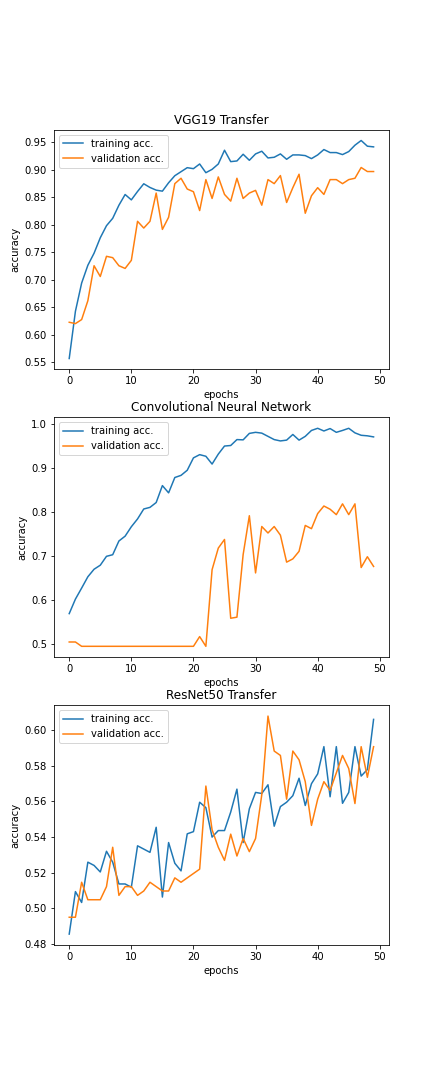 VGG19 Transfer
training acc.
validation acc.
0.95
0.90
0.85
0.80
0.75
0.70
0.65
0.60
0.55
accuracy
0 10 20 30 40 50
epochs
Convolutional Neural Network
training acc.
validation acc.
1.0
0.9
0.8
0.7
0.6
0.5
accuracy
0 10 20 30 40 50
epochs
ResNet50 Transfer
training acc.
validation acc.
0.60
0.58
0.56
0.54
0.52
0.50
0.48
accuracy
0 10 20 30 40 50
epochs